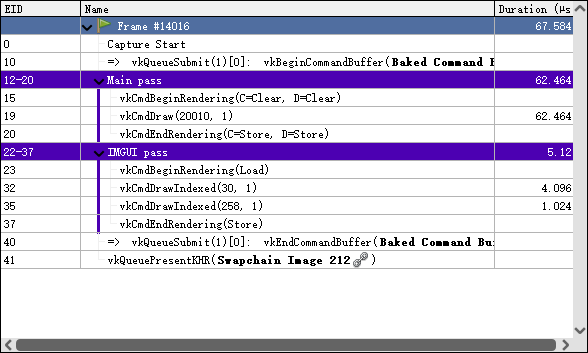 EID Name Duration (μs
Frame #14016 67.584
0 Capture Start
10 => vkQueueSubmit(1)[0]: vkBeginCommandBuffer(Baked Command
12-20 Main pass 62.464
15 vkCmdBeginRendering(C=Clear, D=Clear)
19 vkCmdDraw(20010, 1) 62.464
20 vkCmdEndRendering(C=Store, D=Store)
22-37 IMGUI pass 5.12
23 vkCmdBeginRendering(Load)
32 vkCmdDrawIndexed(30, 1) 4.096
35 vkCmdDrawIndexed(258, 1) 1.024
37 vkCmdEndRendering(Store)
40 => vkQueueSubmit(1)[0]: vkEndCommandBuffer(Baked Command Bu
41 vkQueuePresentKHR(Swapchain Image 212)